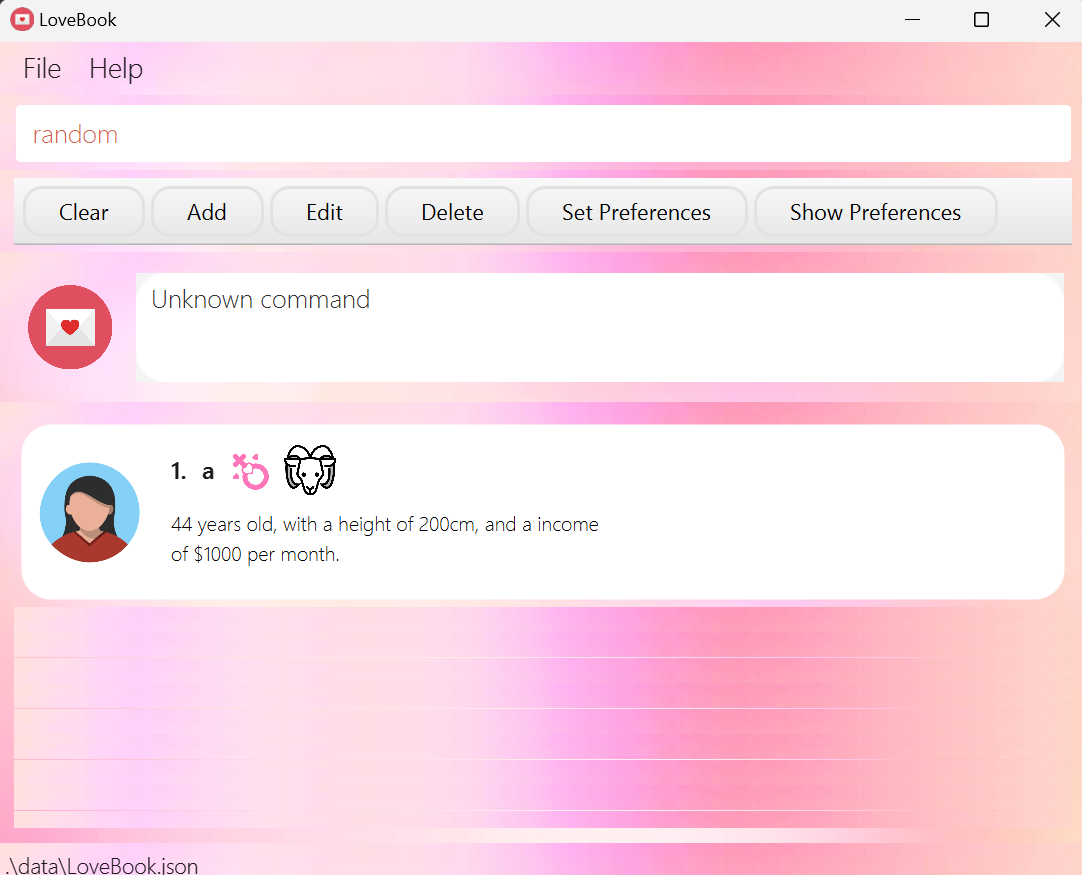 LoveBook
File Help
random
Clear Add Edit Delete Set Preferences Show Preferences
Unknown command
1. a
44 years old, with a height of 200cm, and a income
of $1000 per month.
.\data\LoveBook.json